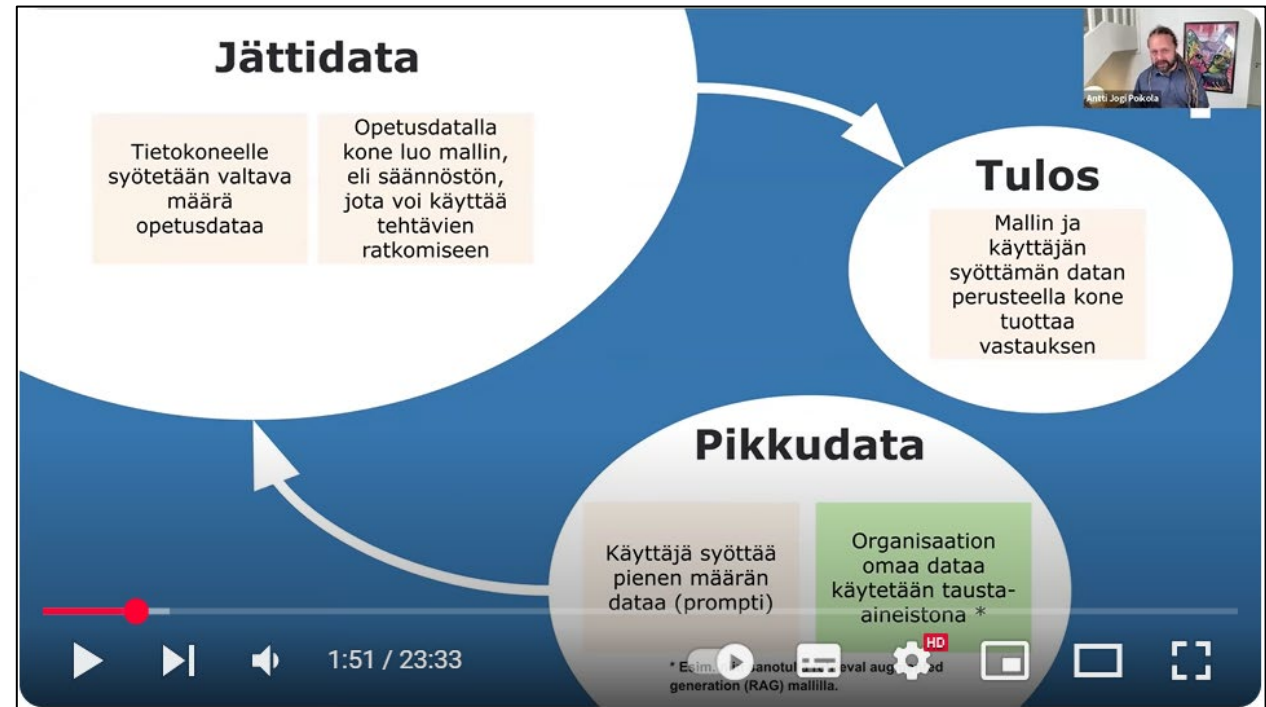 Jättidata
Tietokoneelle
syötetään valtava
määrä
opetusdataa
Opetusdatalla
kone luo mallin,
eli säännöstön,
jota voi käyttää
tehtävien
ratkomiseen
Antti Jogi Poikola
Tulos
Mallin ja
käyttäjän
syöttämän datan
perusteella kone
tuottaa
vastauksen
Pikkudata
Käyttäjä syöttää
pienen määrän
dataa (prompti)
Organisaation
omaa dataa
käytetään tausta-
aineistona *
HD
1:51 / 23:33
* Esim.
generation (RAG) mallilla.